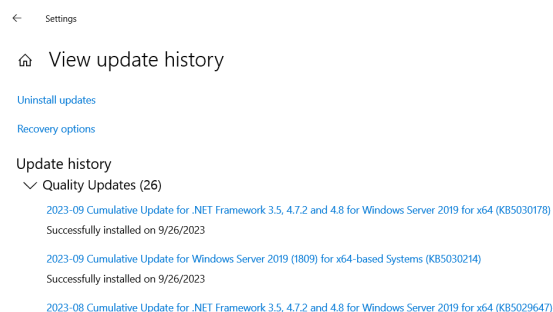 Settings
View update history
Uninstall updates
Recovery options
Update history
Quality Updates (26)
2023-09 Cumulative Update for .NET Framework 3.5, 4.7.2 and 4.8 for Windows Server 2019 for x64 (KB5030178)
Successfully installed on 9/26/2023
2023-09 Cumulative Update for Windows Server 2019 (1809) for x64-based Systems (KB5030214)
Successfully installed on 9/26/2023
2023-08 Cumulative Update for .NET Framework 3.5, 4.7.2 and 4.8 for Windows Server 2019 for x64 (KB5029647)